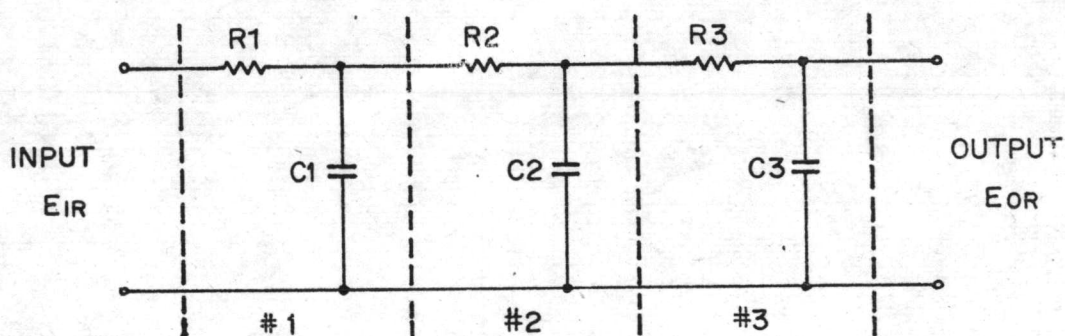 R1 R2 R3
INPUT
EIR
C1 C2 C3
OUTPUT
EOR
#1 #2 #3